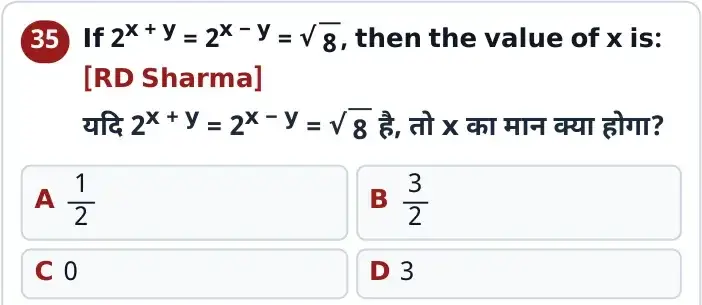 35 If 2^(x + y) = 2^(x − y) = √8, then the value of x is:
[RD Sharma]
यदि 2^(x + y) = 2^(x − y) = √8 है, तो x का मान क्या होगा?
A 1/2 B 3/2
C 0 D 3